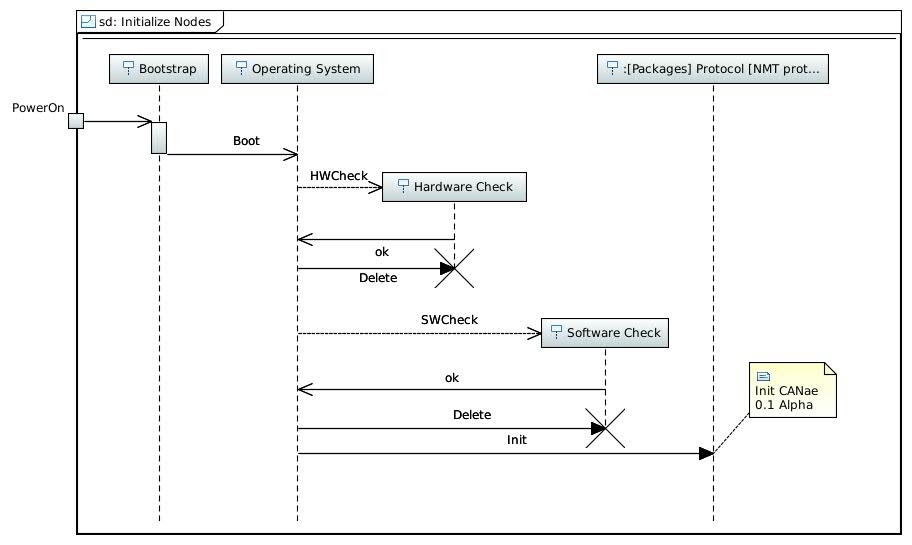 sd: Initialize Nodes
Bootstrap
Operating System
:[Packages] Protocol [NMT prot...
PowerOn
Boot
HWCheck
Hardware Check
ok
Delete
SWCheck
Software Check
ok
Init CANae
0.1 Alpha
Delete
Init